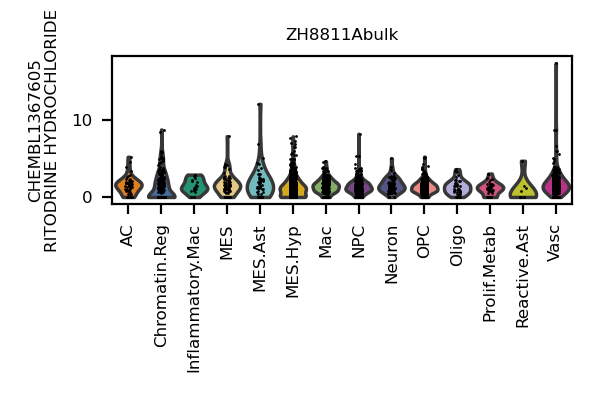 ZH8811Abulk
CHEMBL1367605
RITODRINE HYDROCHLORIDE
10
0
AC
Chromatin.Reg
Inflammatory.Mac
MES
MES.Ast
MES.Hyp
Mac
NPC
Neuron
OPC
Oligo
Prolif.Metab
Reactive.Ast
Vasc